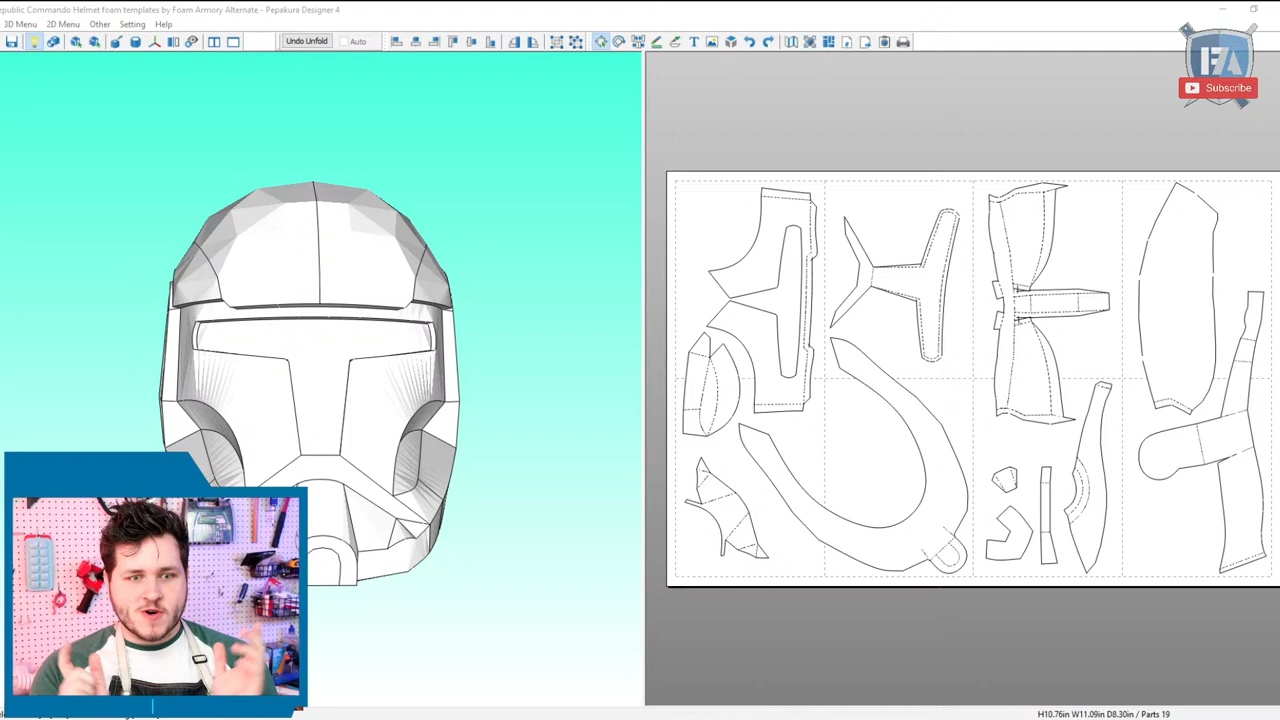 epublic Commando Helmet foam templates by Foam Armory Alternate - Pepakura Designer 4
3D Menu 2D Menu Other Setting Help
Undo Unfold Auto
FA
Subscribe
H10.76in W11.09in D8.30in / Parts 19